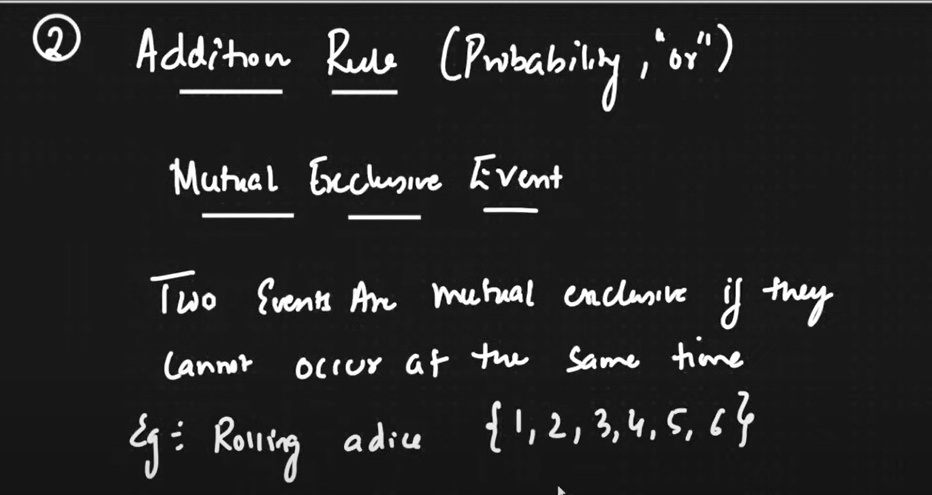 ② Addition Rule (Probability, "or")
Mutual Exclusive Event
Two Events Are mutual exclusive if they
cannot occur at the same time
Eg: Rolling a dice {1, 2, 3, 4, 5, 6}